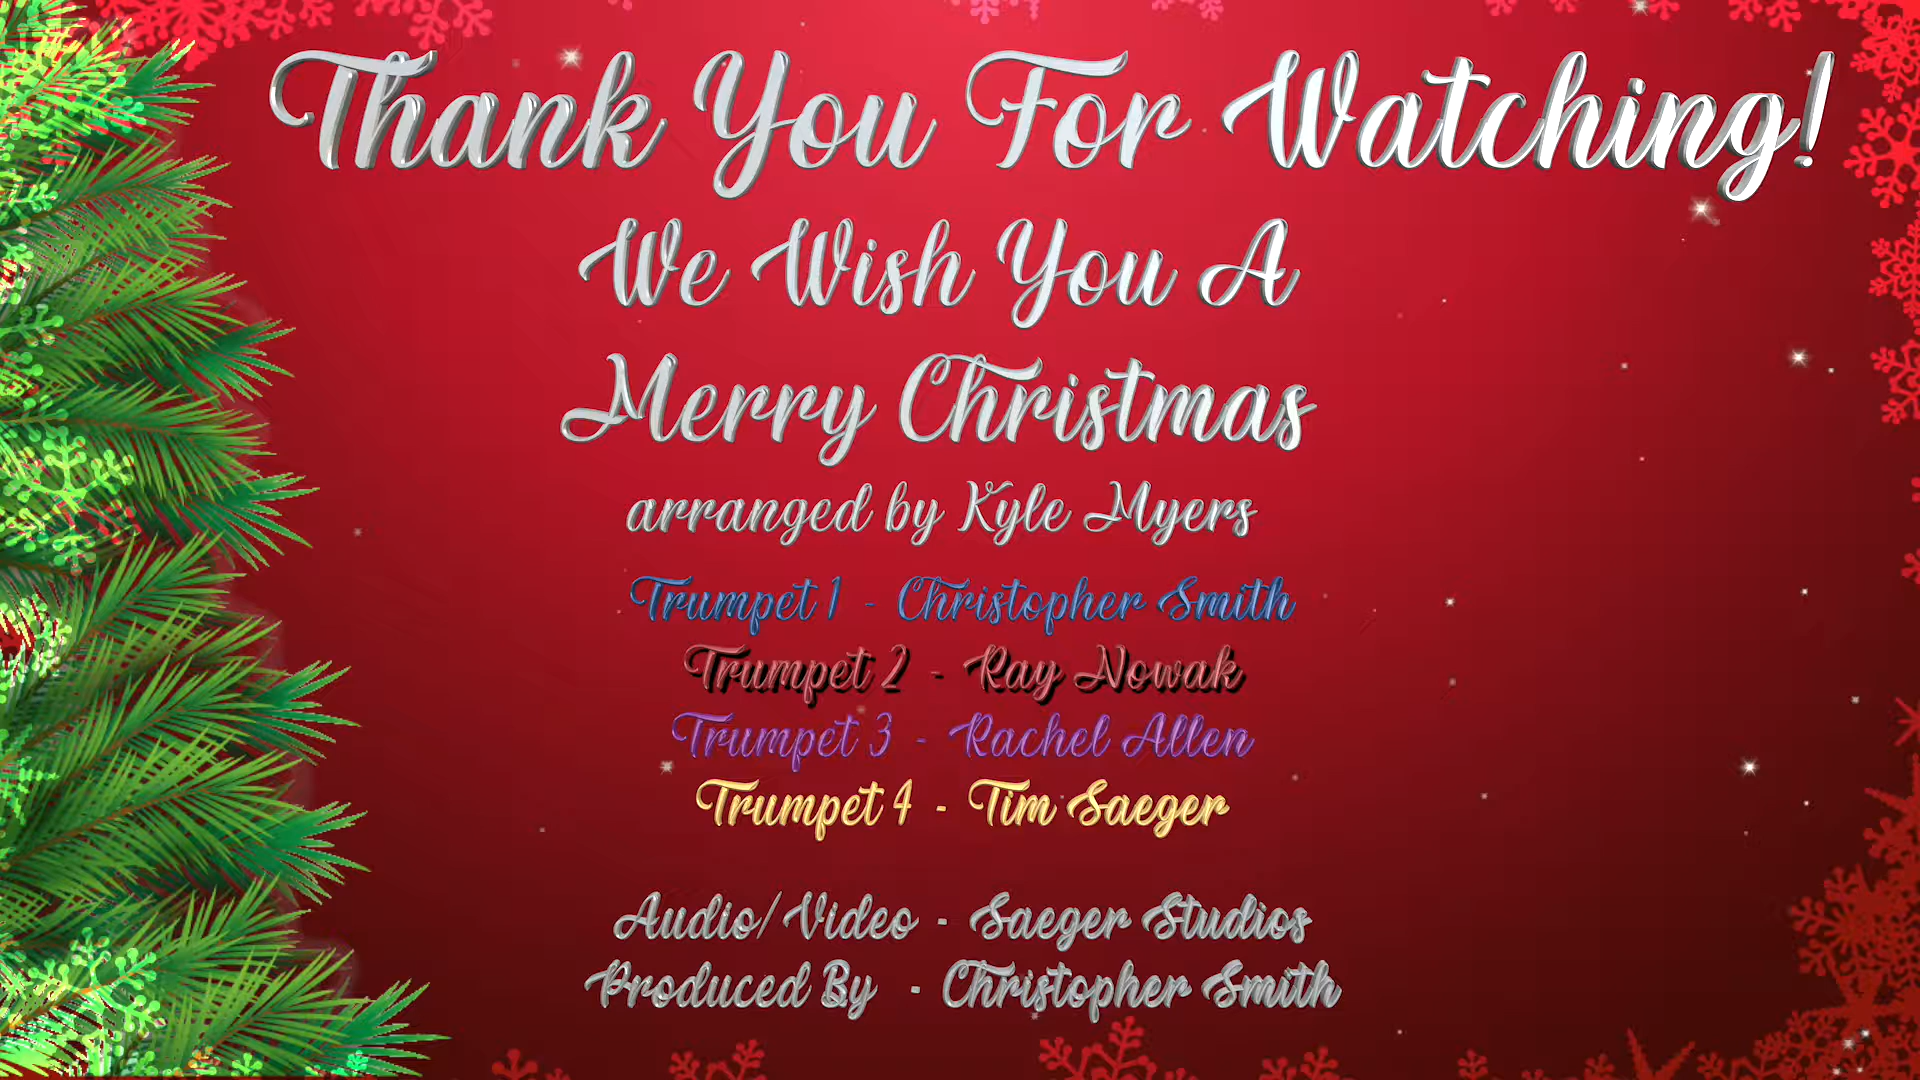 Thank You For Watching!
We Wish You A
Merry Christmas
arranged by Kyle Myers
Trumpet 1 - Christopher Smith
Trumpet 2 - Ray Nowak
Trumpet 3 - Rachel Allen
Trumpet 4 - Tim Saeger
Audio/Video - Saeger Studios
Produced By - Christopher Smith